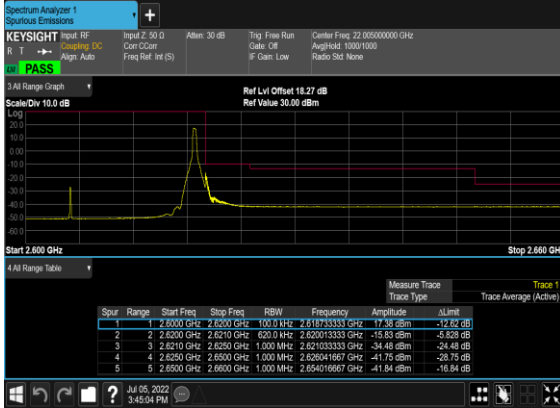 Spectrum Analyzer 1
Spurious Emissions
+
KEYSIGHT Input: RF Input Z: 50 Ω Atten: 30 dB Trig: Free Run Center Freq: 22.005000000 GHz
R T Coupling: DC Corr CCorr Gate: Off Avg|Hold: 1000/1000
Align: Auto Freq Ref: Int (S) IF Gain: Low Radio Std: None
PASS
3 All Range Graph
Ref Lvl Offset 18.27 dB
Scale/Div 10.0 dB Ref Value 30.00 dBm
Log
20.0
10.0
0.00
-10.0
-20.0
-30.0
-40.0
-50.0
-60.0
Start 2.600 GHz Stop 2.660 GH
4 All Range Table
Measure Trace Trace 1
Trace Type Trace Average (Active)
Spur Range Start Freq Stop Freq RBW Frequency Amplitude ΔLimit
1 1 2.6000 GHz 2.6200 GHz 100.0 kHz 2.618733333 GHz 17.38 dBm -12.62 dB
2 2 2.6200 GHz 2.6210 GHz 620.0 kHz 2.620013333 GHz -15.83 dBm -5.828 dB
3 3 2.6210 GHz 2.6250 GHz 1.000 MHz 2.621033333 GHz -34.48 dBm -24.48 dB
4 4 2.6250 GHz 2.6500 GHz 1.000 MHz 2.626041667 GHz -41.75 dBm -28.75 dB
5 5 2.6500 GHz 2.6600 GHz 1.000 MHz 2.654016667 GHz -41.84 dBm -16.84 dB
?
Jul 05, 2022
3:45:04 PM